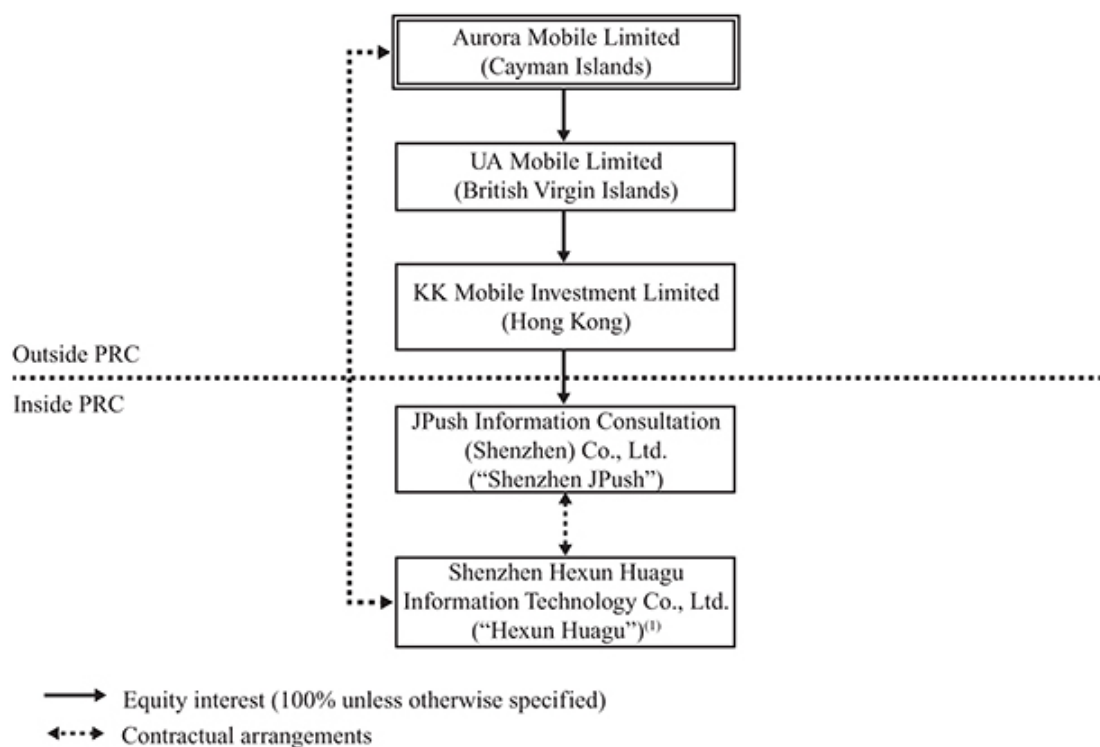 Aurora Mobile Limited
(Cayman Islands)
UA Mobile Limited
(British Virgin Islands)
KK Mobile Investment Limited
(Hong Kong)
Outside PRC
Inside PRC
JPush Information Consultation
(Shenzhen) Co., Ltd.
(“Shenzhen JPush”)
Shenzhen Hexun Huagu
Information Technology Co., Ltd.
(“Hexun Huagu”)(1)
Equity interest (100% unless otherwise specified)
Contractual arrangements